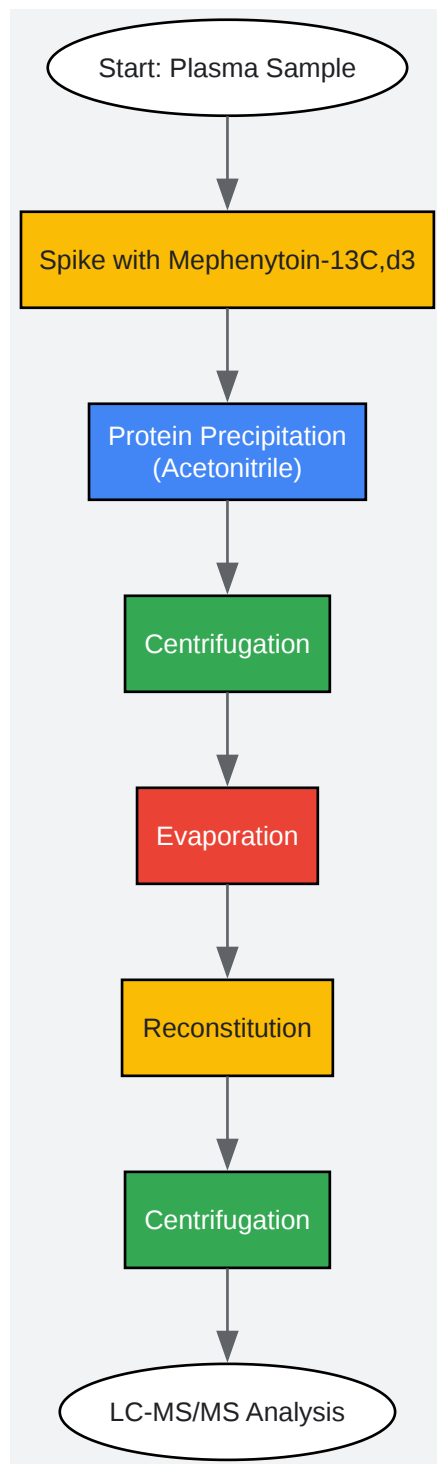 Start: Plasma Sample
Spike with Mephenytoin-13C,d3
Protein Precipitation
(Acetonitrile)
Centrifugation
Evaporation
Reconstitution
Centrifugation
LC-MS/MS Analysis